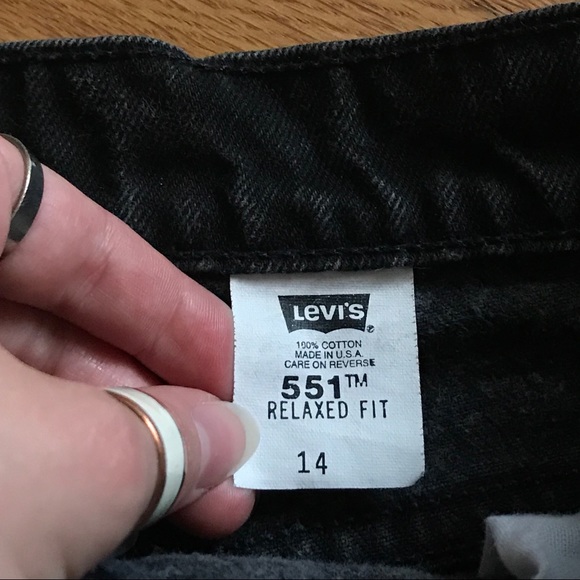 LEVI'S ®
100% COTTON
MADE IN U.S.A.
CARE ON REVERSE
551™
RELAXED FIT
14